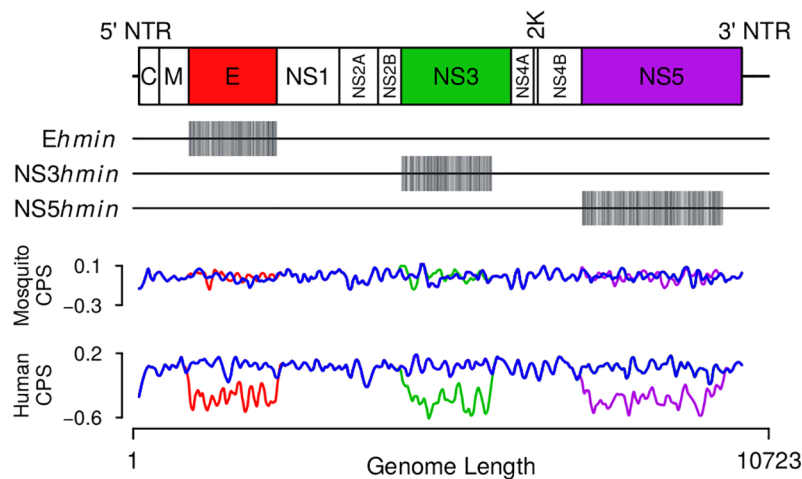 5' NTR
2K
3' NTR
C M E NS1 NS2A NS2B NS3 NS4A NS4B NS5
Ehmin
NS3hmin
NS5hmin
Mosquito
CPS
0.1
−0.3
Human
CPS
0.2
−0.6
1
Genome Length
10723